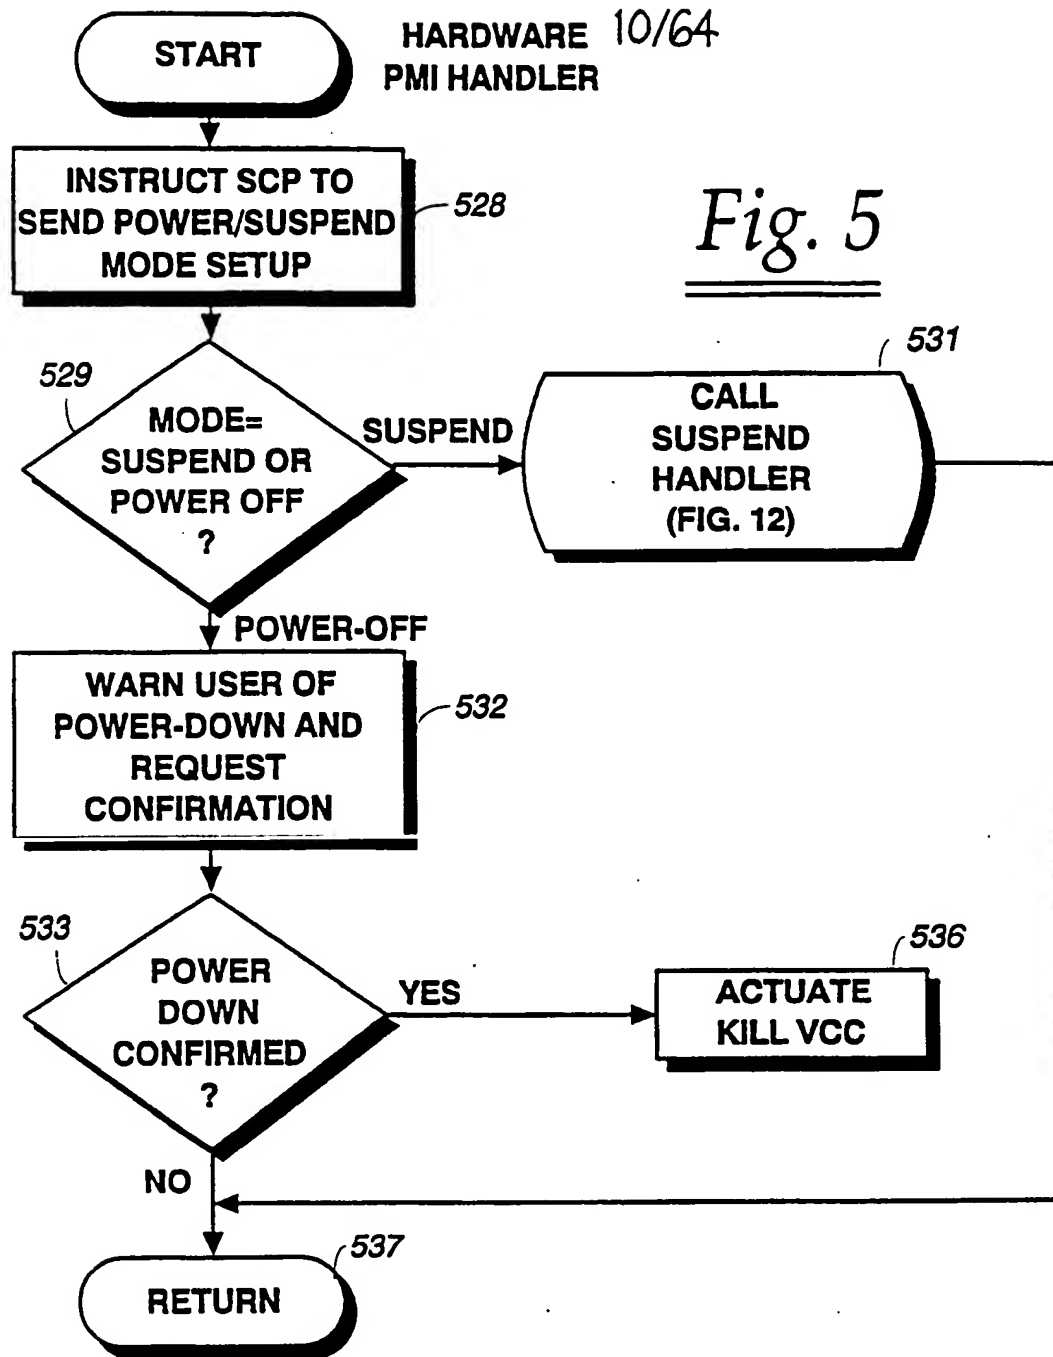 START
HARDWARE 10/64
PMI HANDLER
INSTRUCT SCP TO
SEND POWER/SUSPEND
MODE SETUP
528
Fig. 5
529
MODE=
SUSPEND OR
POWER OFF
?
SUSPEND
531
CALL
SUSPEND
HANDLER
(FIG. 12)
POWER-OFF
WARN USER OF
POWER-DOWN AND
REQUEST
CONFIRMATION
532
533
POWER
DOWN
CONFIRMED
?
YES
536
ACTUATE
KILL VCC
NO
537
RETURN